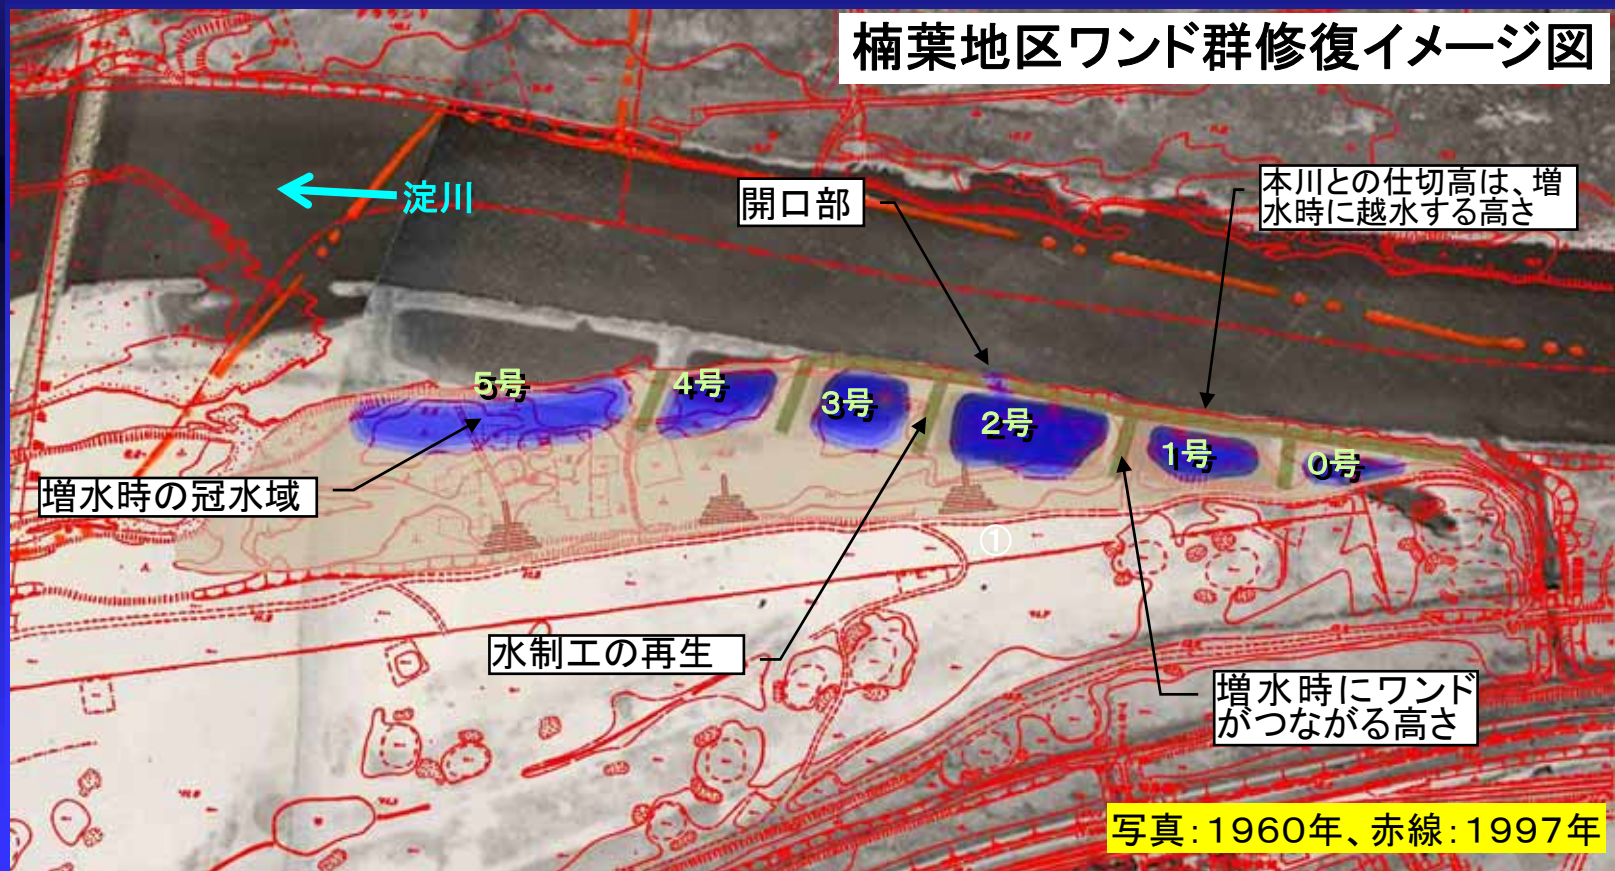 楠葉地区ワンド群修復イメージ図
淀川
開口部
本川との仕切高は、増
水時に越水する高さ
5号
4号
3号
2号
1号
0号
増水時の冠水域
①
水制工の再生
増水時にワンド
がつながる高さ
写真：1960年、赤線：1997年